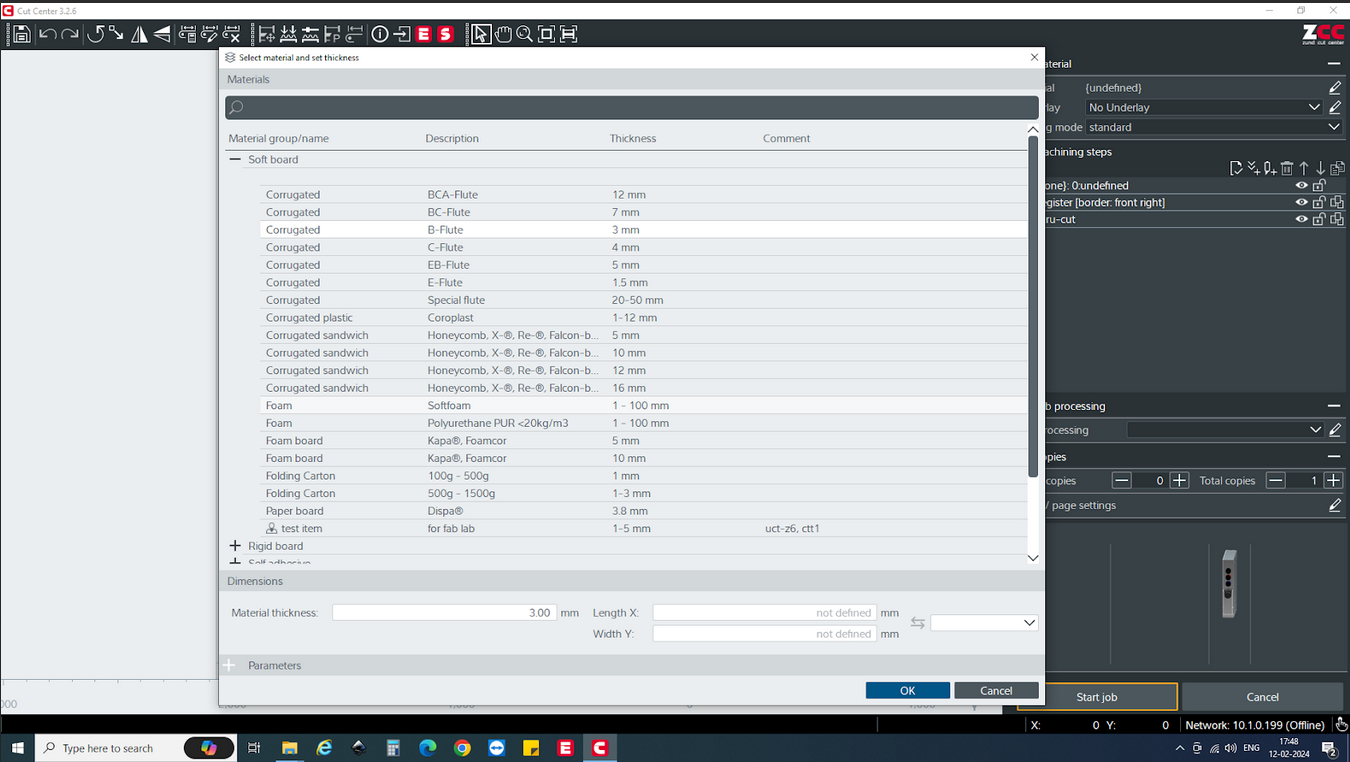 Cut Center 3.2.6
E S
ZCC
zünd cut center
Select material and set thickness
Materials
Material group/name Description Thickness Comment
Soft board
Corrugated BCA-Flute 12 mm
Corrugated BC-Flute 7 mm
Corrugated B-Flute 3 mm
Corrugated C-Flute 4 mm
Corrugated EB-Flute 5 mm
Corrugated E-Flute 1.5 mm
Corrugated Special flute 20-50 mm
Corrugated plastic Coroplast 1-12 mm
Corrugated sandwich Honeycomb, X-®, Re-®, Falcon-b... 5 mm
Corrugated sandwich Honeycomb, X-®, Re-®, Falcon-b... 10 mm
Corrugated sandwich Honeycomb, X-®, Re-®, Falcon-b... 12 mm
Corrugated sandwich Honeycomb, X-®, Re-®, Falcon-b... 16 mm
Foam Softfoam 1 - 100 mm
Foam Polyurethane PUR <20kg/m3 1 - 100 mm
Foam board Kapa®, Foamcor 5 mm
Foam board Kapa®, Foamcor 10 mm
Folding Carton 100g - 500g 1 mm
Folding Carton 500g - 1500g 1-3 mm
Paper board Dispa® 3.8 mm
test item for fab lab 1-5 mm uct-z6, ctt1
Rigid board
Self adhesive
Dimensions
Material thickness: 3.00 mm Length X: not defined mm
Width Y: not defined mm
Parameters
OK Cancel
aterial
al {undefined}
lay No Underlay
g mode standard
achining steps
one}: 0:undefined
egister [border: front right]
ru-cut
b processing
rocessing
opies
copies 0 Total copies 1
/ page settings
Start job Cancel
X: 0 Y: 0 Network: 10.1.0.199 (Offline)
Type here to search
E C
ENG
17:48
12-02-2024
2